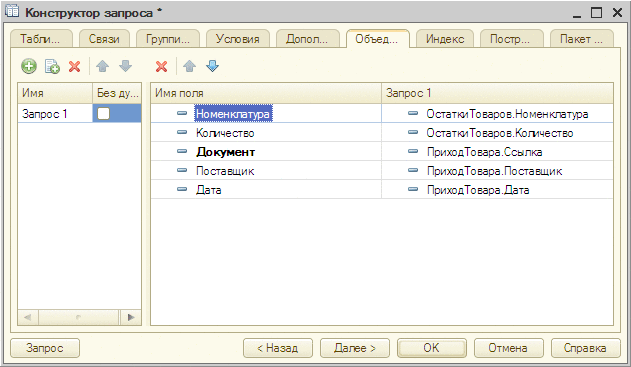 Конструктор запроса *
Табли... Связи Группи... Условия Допол... Объед... Индекс Постр... Пакет ...
Имя Без ду... Имя поля Запрос 1
Запрос 1 Номенклатура ОстаткиТоваров.Номенклатура
Количество ОстаткиТоваров.Количество
Документ ПриходТовара.Ссылка
Поставщик ПриходТовара.Поставщик
Дата ПриходТовара.Дата
Запрос < Назад Далее > OK Отмена Справка